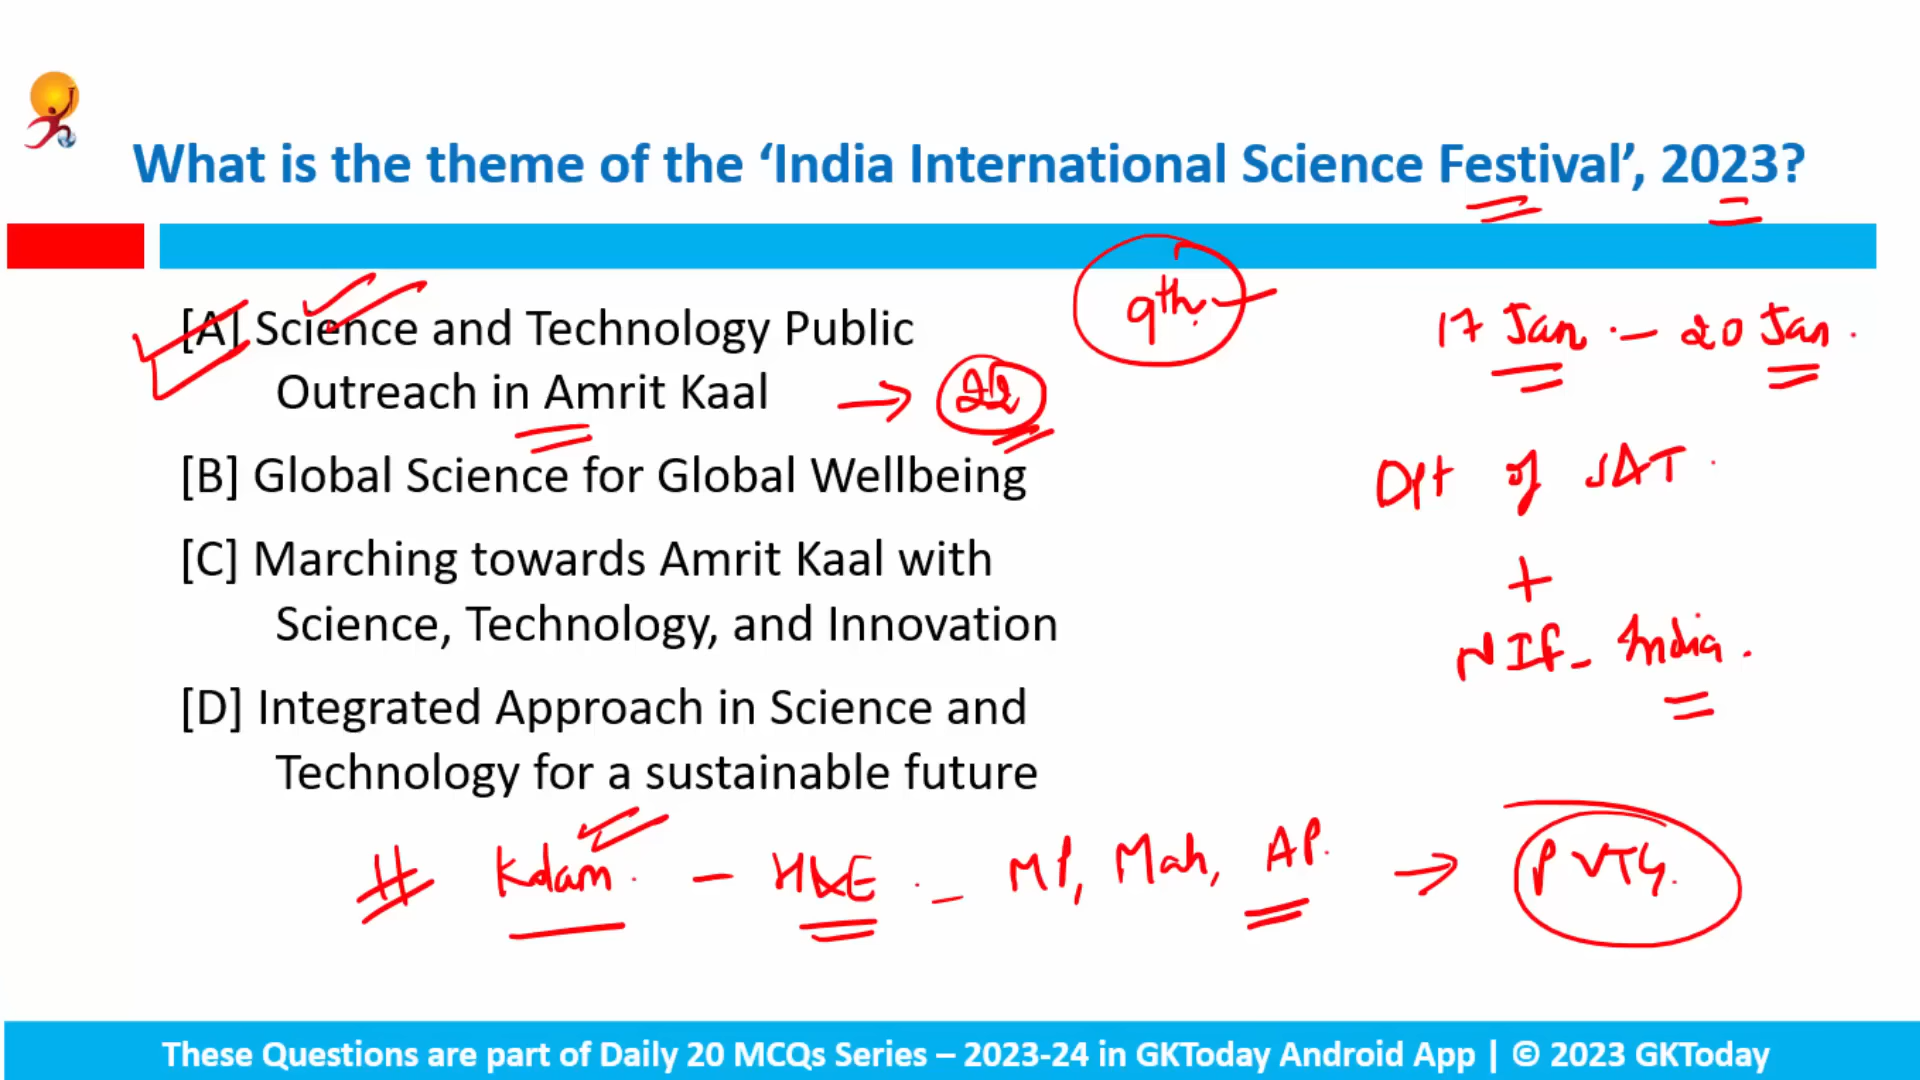 What is the theme of the ‘India International Science Festival’, 2023?
9th
[A] Science and Technology Public
17 Jan - 20 Jan.
Outreach in Amrit Kaal → 22
[B] Global Science for Global Wellbeing
Dpt of S&T.
[C] Marching towards Amrit Kaal with
+
Science, Technology, and Innovation
NIF - India.
[D] Integrated Approach in Science and
Technology for a sustainable future
# Kdam. - H&E. - MP, Mah, AP. → PVTG.
These Questions are part of Daily 20 MCQs Series – 2023-24 in GKToday Android App | © 2023 GKToday